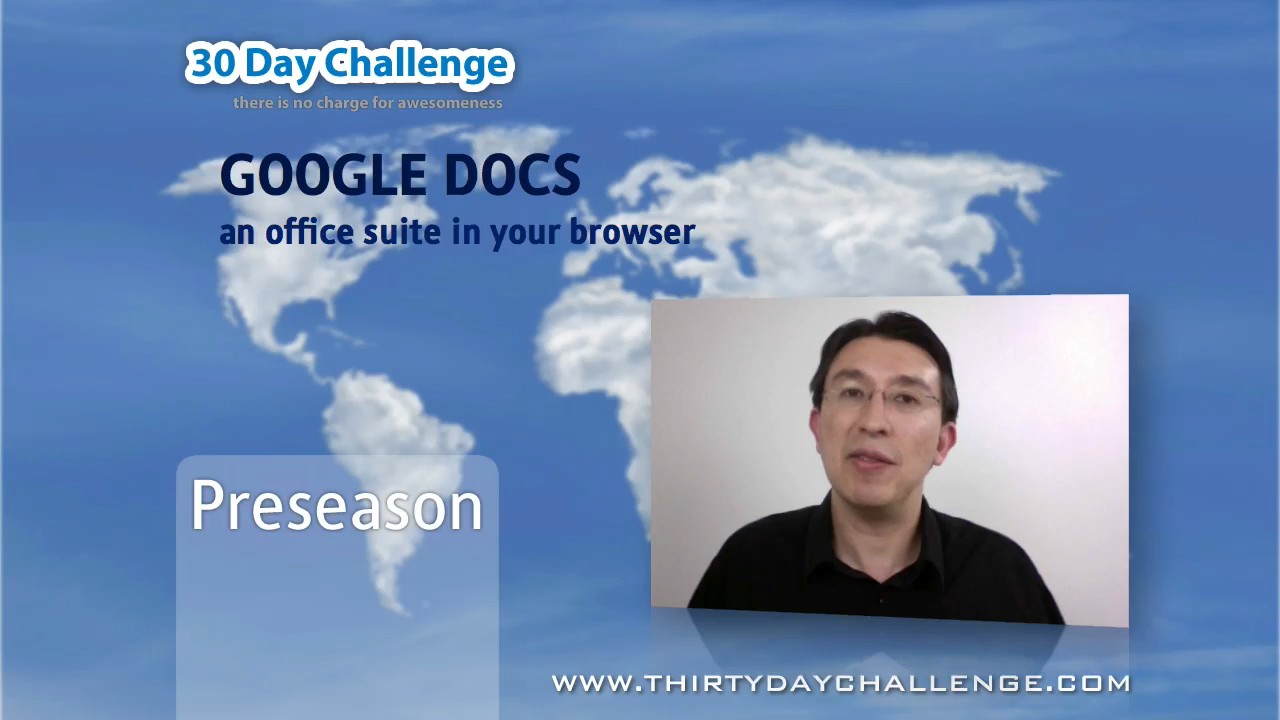 30 Day Challenge
there is no charge for awesomeness
GOOGLE DOCS
an office suite in your browser
Preseason
WWW.THIRTYDAYCHALLENGE.COM